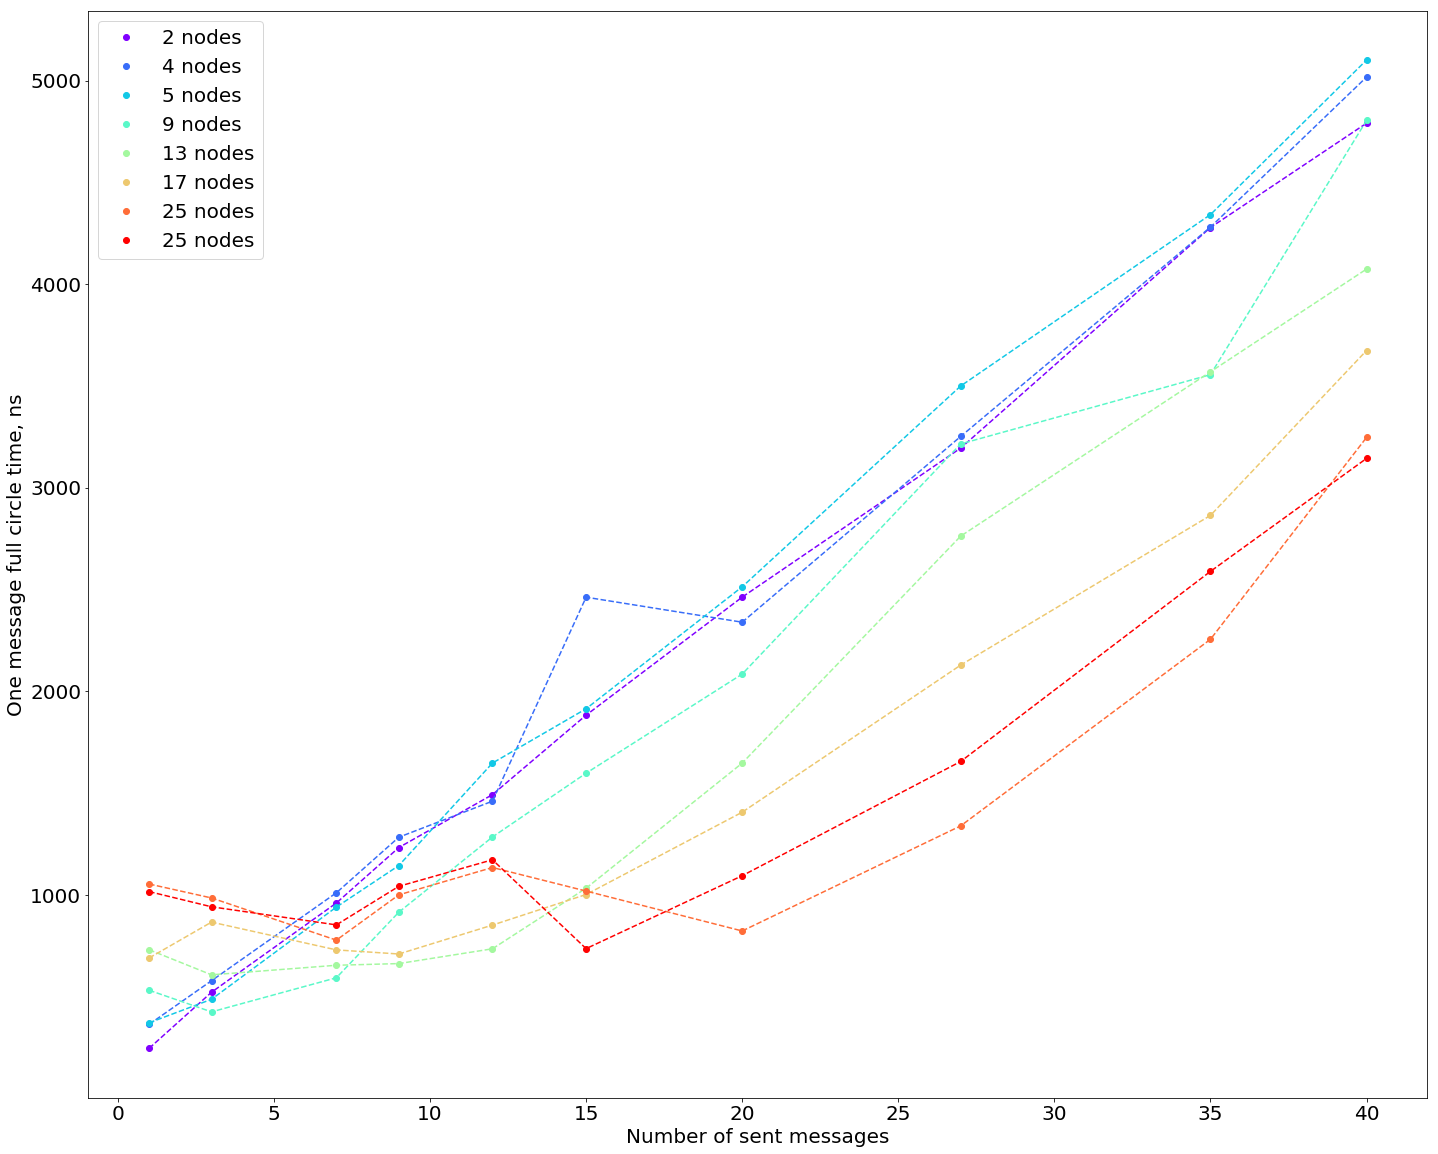 2 nodes
4 nodes
5 nodes
9 nodes
13 nodes
17 nodes
25 nodes
25 nodes
5000
4000
3000
2000
1000
One message full circle time, ns
0 5 10 15 20 25 30 35 40
Number of sent messages